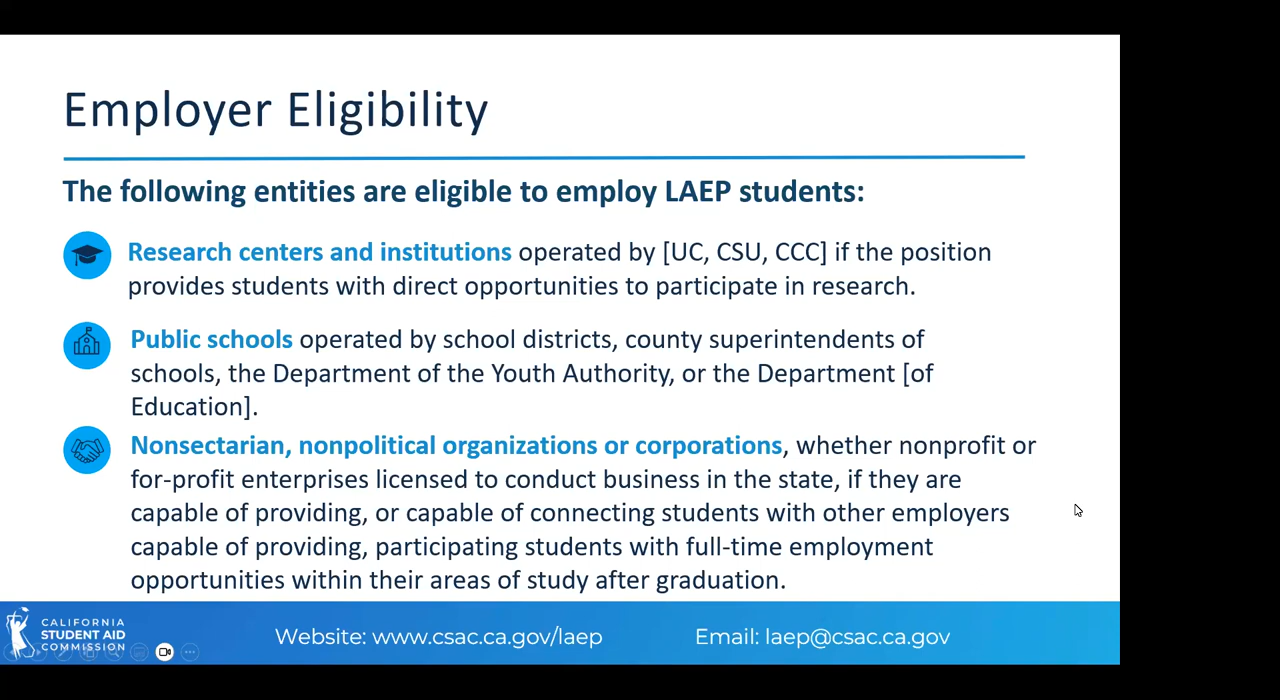 Employer Eligibility
The following entities are eligible to employ LAEP students:
Research centers and institutions operated by [UC, CSU, CCC] if the position
provides students with direct opportunities to participate in research.
Public schools operated by school districts, county superintendents of
schools, the Department of the Youth Authority, or the Department [of
Education].
Nonsectarian, nonpolitical organizations or corporations, whether nonprofit or
for-profit enterprises licensed to conduct business in the state, if they are
capable of providing, or capable of connecting students with other employers
capable of providing, participating students with full-time employment
opportunities within their areas of study after graduation.
CALIFORNIA
STUDENT AID
COMMISSION
Website: www.csac.ca.gov/laep
Email: laep@csac.ca.gov